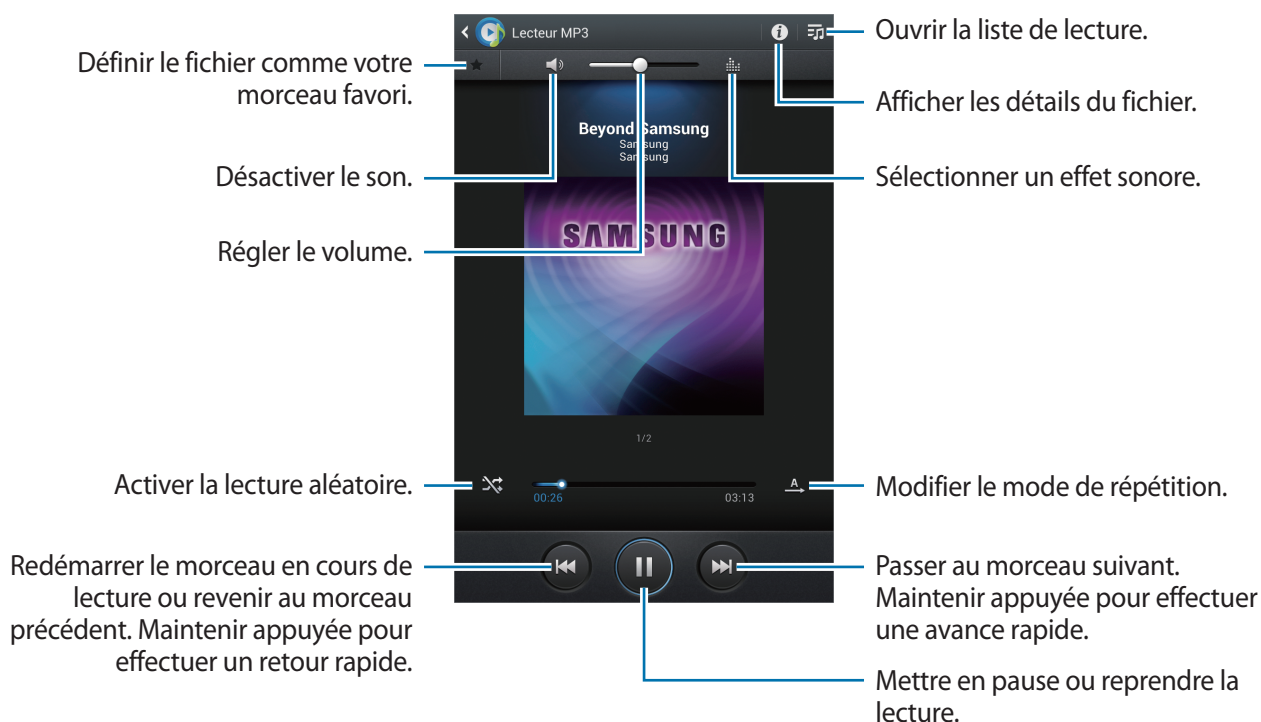 Lecteur MP3
Ouvrir la liste de lecture.
Définir le fichier comme votre
morceau favori.
Afficher les détails du fichier.
Beyond Samsung
Samsung
Samsung
Désactiver le son.
Sélectionner un effet sonore.
SAMSUNG
Régler le volume.
1/2
Activer la lecture aléatoire.
00:26
03:13
A
Modifier le mode de répétition.
Redémarrer le morceau en cours de
lecture ou revenir au morceau
précédent. Maintenir appuyée pour
effectuer un retour rapide.
Passer au morceau suivant.
Maintenir appuyée pour effectuer
une avance rapide.
Mettre en pause ou reprendre la
lecture.